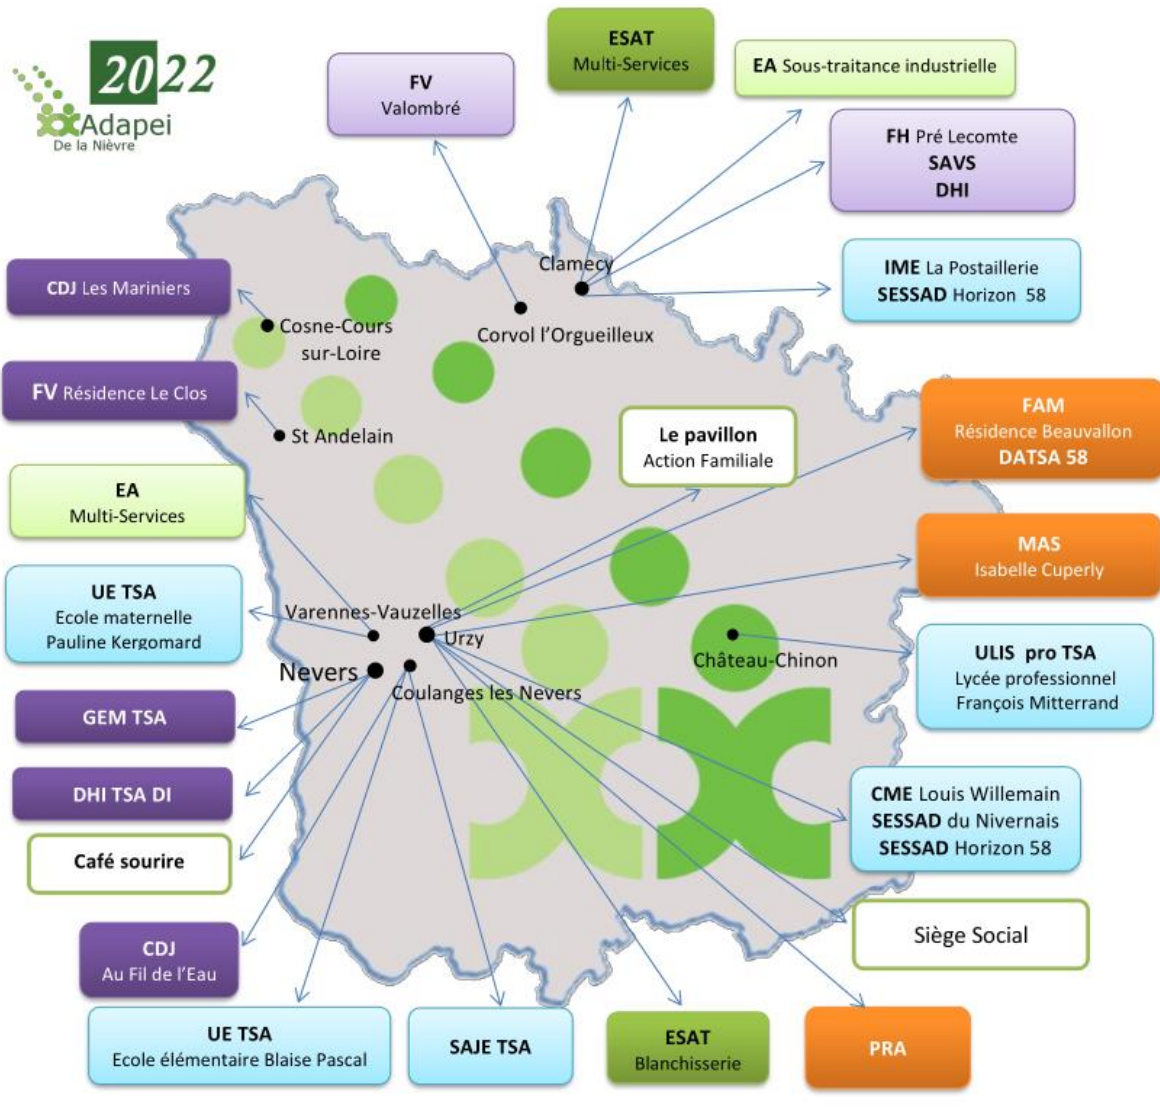 2022
Adapei
De la Nièvre
FV
Valombré
ESAT
Multi-Services
EA Sous-traitance industrielle
FH Pré Lecomte
SAVS
DHI
IME La Postaillerie
SESSAD Horizon 58
Clamecy
Corvol l'Orgueilleux
CDJ Les Mariniers
Cosne-Cours
sur-Loire
FV Résidence Le Clos
St Andelain
Le pavillon
Action Familiale
FAM
Résidence Beauvallon
DATSA 58
EA
Multi-Services
MAS
Isabelle Cuperly
UE TSA
Ecole maternelle
Pauline Kergomard
Varennes-Vauzelles
Urzy
Nevers
Coulanges les Nevers
Château-Chinon
ULIS pro TSA
Lycée professionnel
François Mitterrand
GEM TSA
DHI TSA DI
Café sourire
CME Louis Willemain
SESSAD du Nivernais
SESSAD Horizon 58
Siège Social
CDJ
Au Fil de l'Eau
UE TSA
Ecole élémentaire Blaise Pascal
SAJE TSA
ESAT
Blanchisserie
PRA